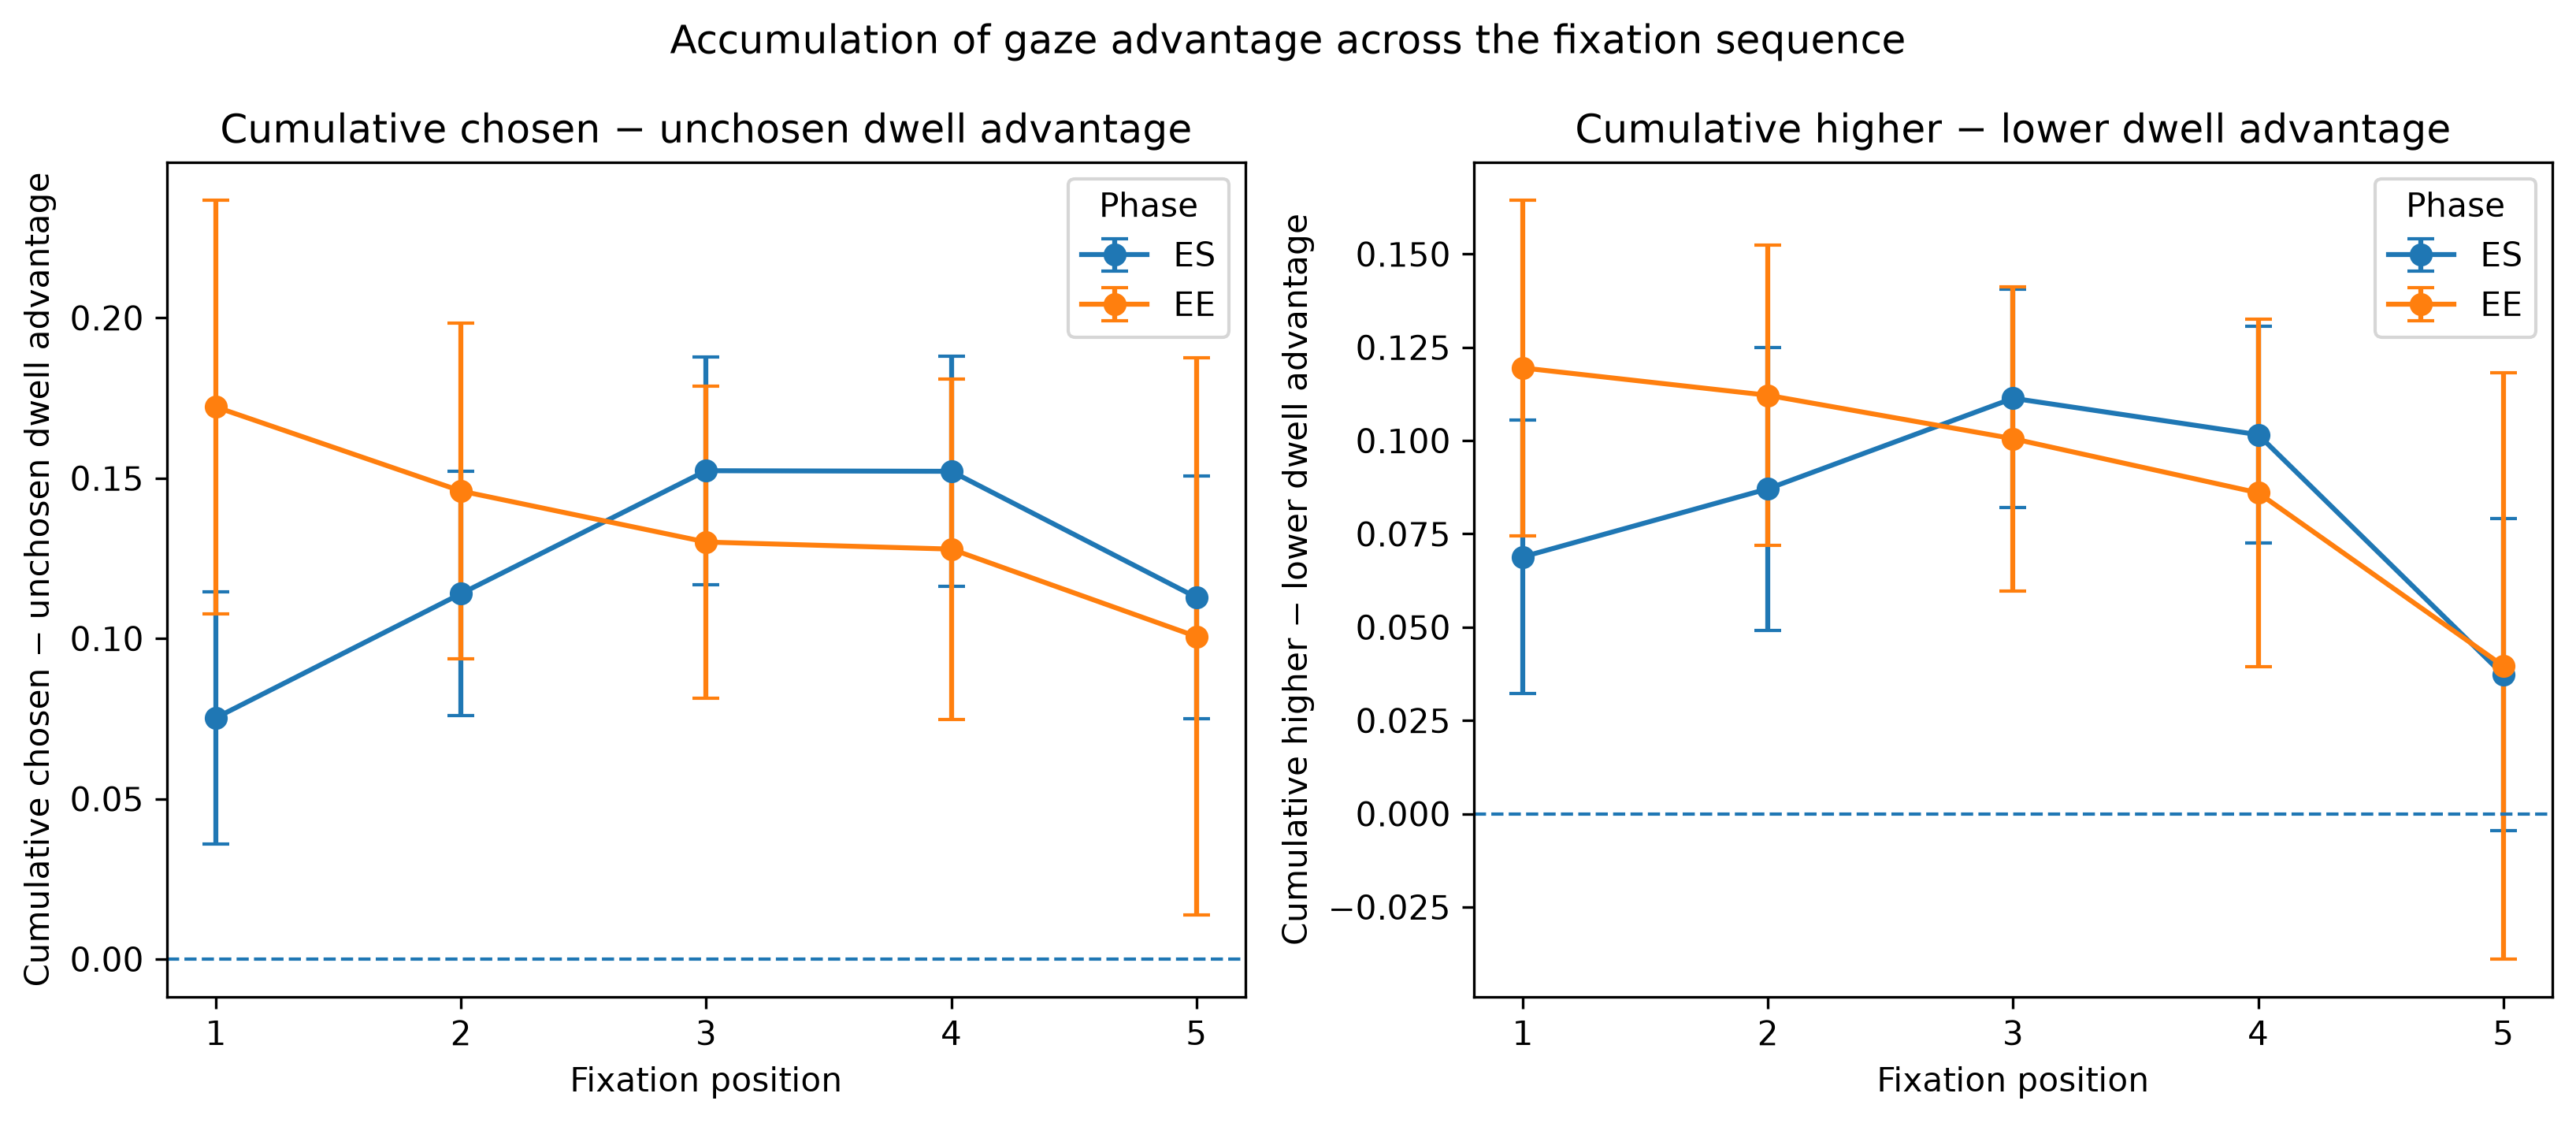 Accumulation of gaze advantage across the fixation sequence
Cumulative chosen − unchosen dwell advantage
Cumulative chosen − unchosen dwell advantage
0.20
0.15
0.10
0.05
0.00
Phase
ES
EE
1 2 3 4 5
Fixation position
Cumulative higher − lower dwell advantage
Cumulative higher − lower dwell advantage
0.150
0.125
0.100
0.075
0.050
0.025
0.000
−0.025
Phase
ES
EE
1 2 3 4 5
Fixation position